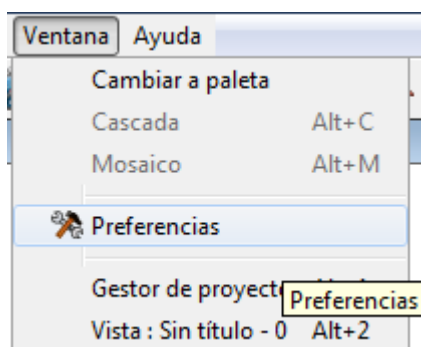 Ventana Ayuda
Cambiar a paleta
Cascada Alt+C
Mosaico Alt+M
Preferencias
Gestor de proyecto
Preferencias
Vista : Sin título - 0 Alt+2